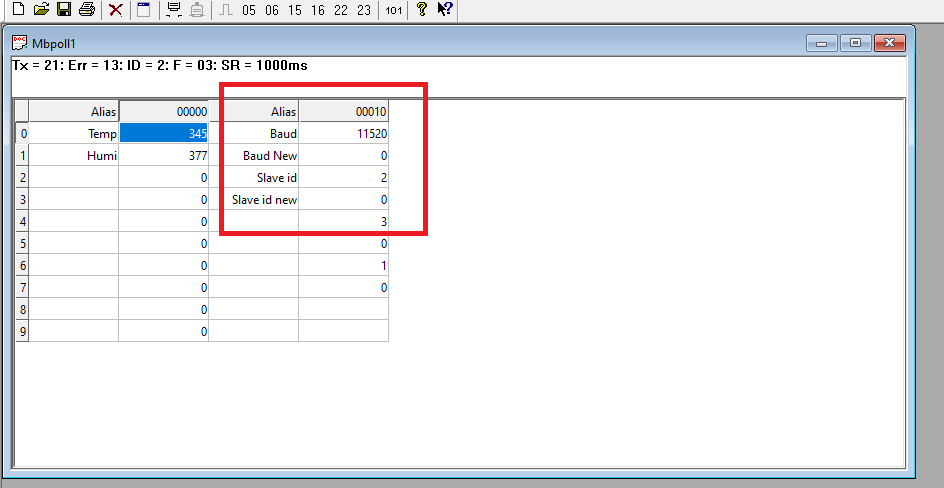 05 06 15 16 22 23 101 ? ?
DOC Mbpoll1
Tx = 21: Err = 13: ID = 2: F = 03: SR = 1000ms
Alias 00000 Alias 00010
0 Temp 345 Baud 11520
1 Humi 377 Baud New 0
2 0 Slave id 2
3 0 Slave id new 0
4 0 3
5 0 0
6 0 1
7 0 0
8 0
9 0